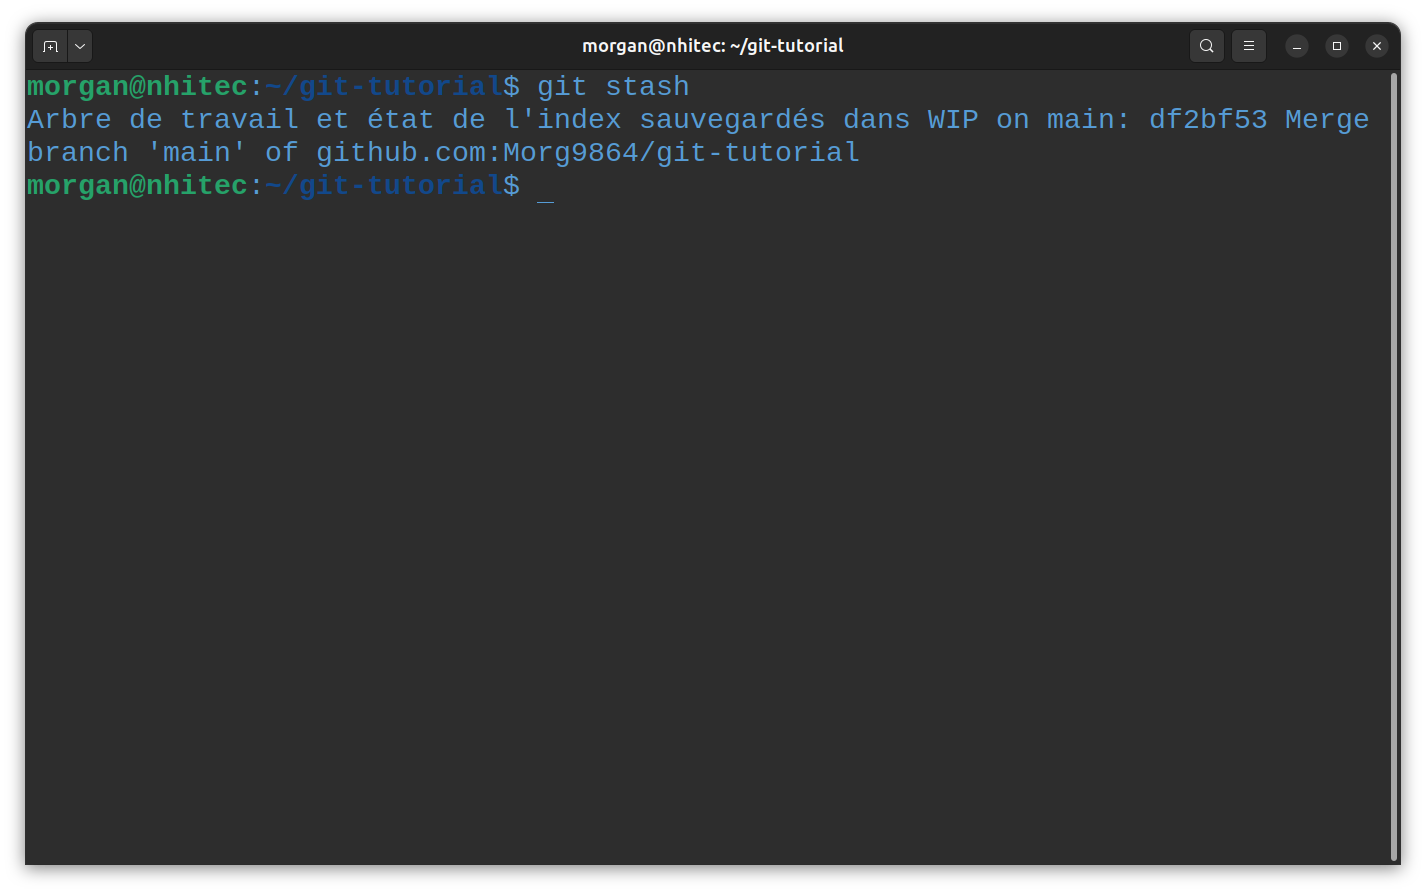 morgan@nhitec: ~/git-tutorial
morgan@nhitec:~/git-tutorial$ git stash
Arbre de travail et état de l'index sauvegardés dans WIP on main: df2bf53 Merge
branch 'main' of github.com:Morg9864/git-tutorial
morgan@nhitec:~/git-tutorial$ _